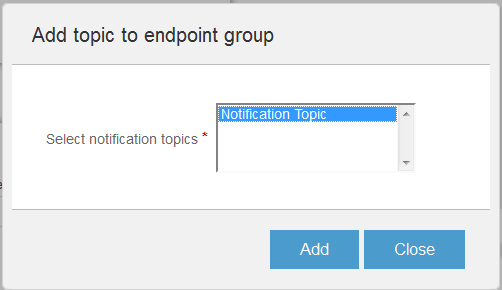 Add topic to endpoint group
Select notification topics *
Notification Topic
Add
Close